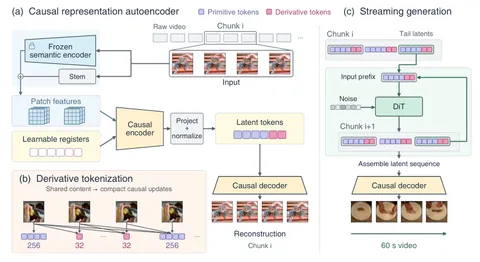 (a) Causal representation autoencoder
Primitive tokens
Derivative tokens
Raw video
Chunk i
...
Frozen
semantic encoder
Stem
Input
Patch features
Learnable registers
Causal
encoder
Project
+
normalize
Latent tokens
Causal decoder
Reconstruction
Chunk i
(b) Derivative tokenization
Shared content → compact causal updates
...
256
32
32
256
...
(c) Streaming generation
Chunk i
Tail latents
Input prefix
Noise
DiT
Chunk i+1
Assemble latent sequence
Causal decoder
60 s video